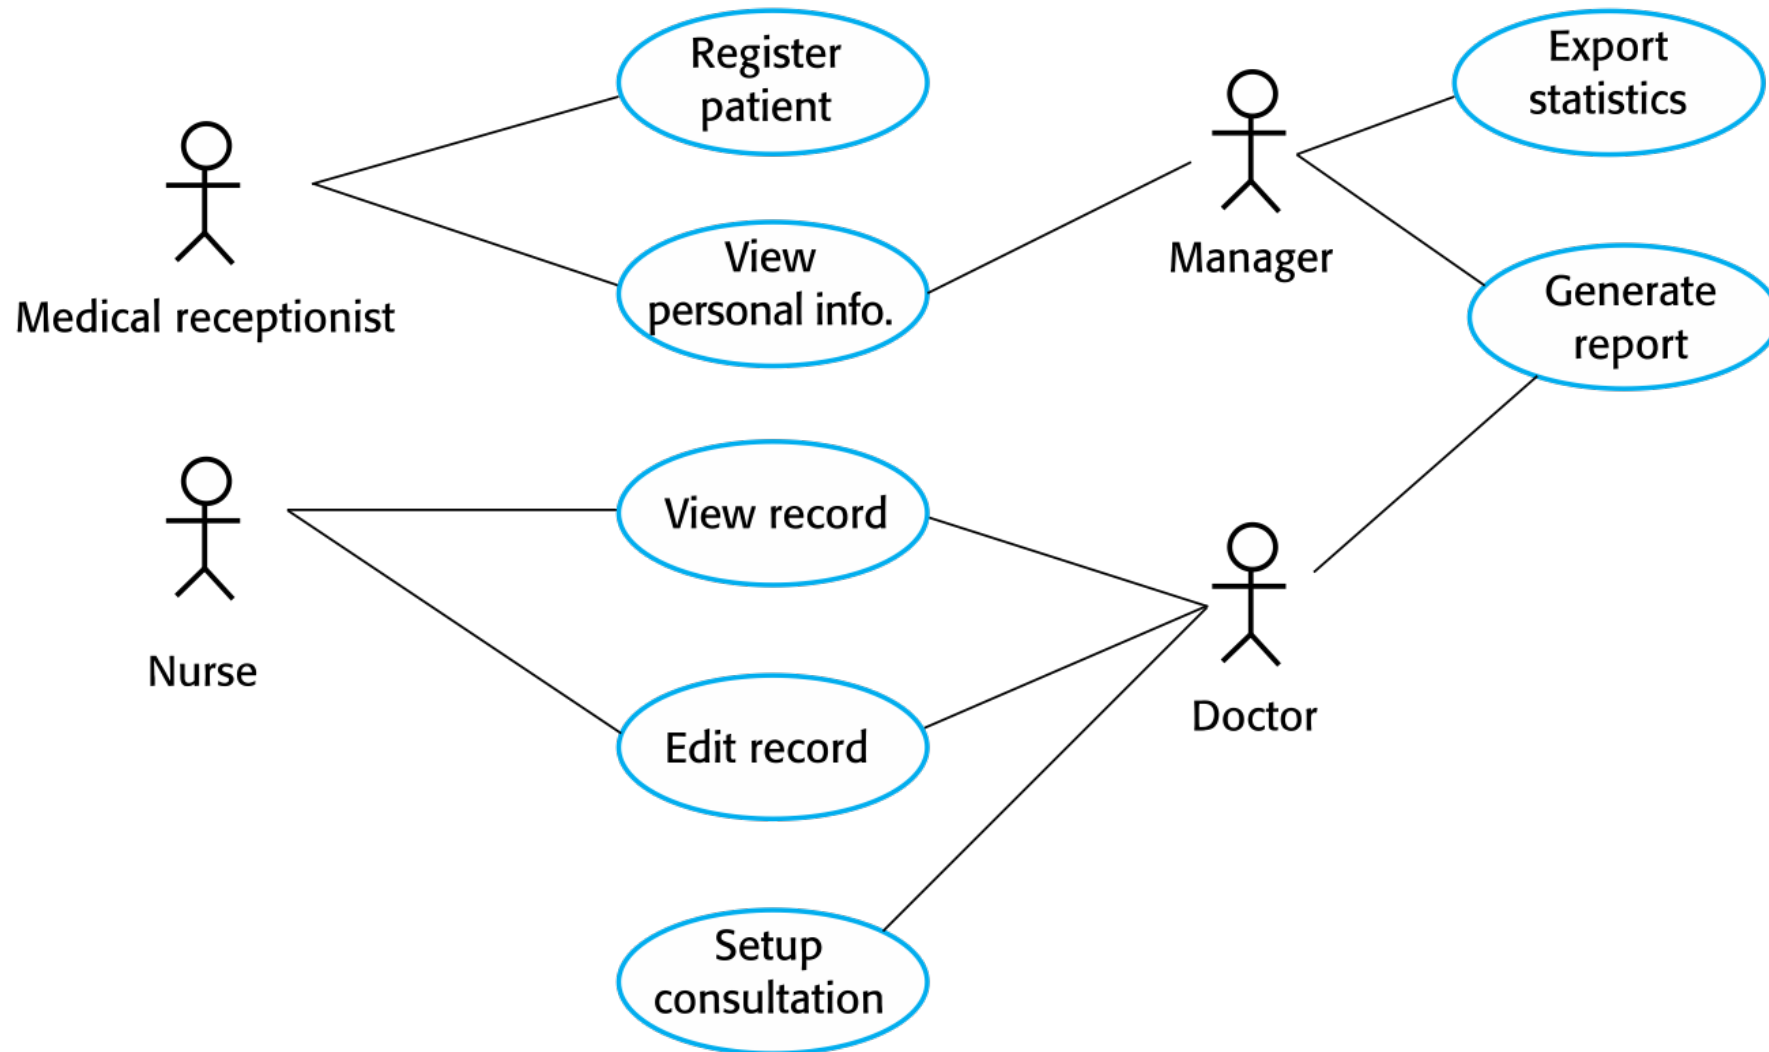 Register
patient
Export
statistics
Medical receptionist
View
personal info.
Manager
Generate
report
View record
Nurse
Edit record
Doctor
Setup
consultation